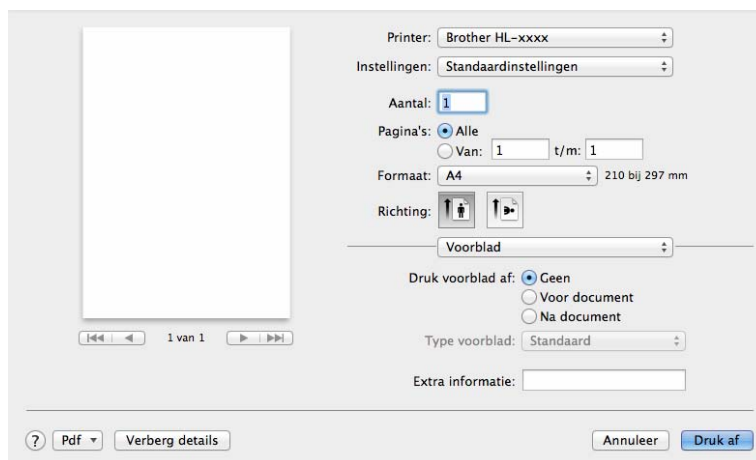 Printer: Brother HL-xxxx
Instellingen: Standaardinstellingen
Aantal: 1
Pagina's: Alle
Van: 1 t/m: 1
Formaat: A4 210 bij 297 mm
Richting:
Voorblad
Druk voorblad af: Geen
Voor document
Na document
1 van 1
Type voorblad: Standaard
Extra informatie:
? Pdf Verberg details Annuleer Druk af